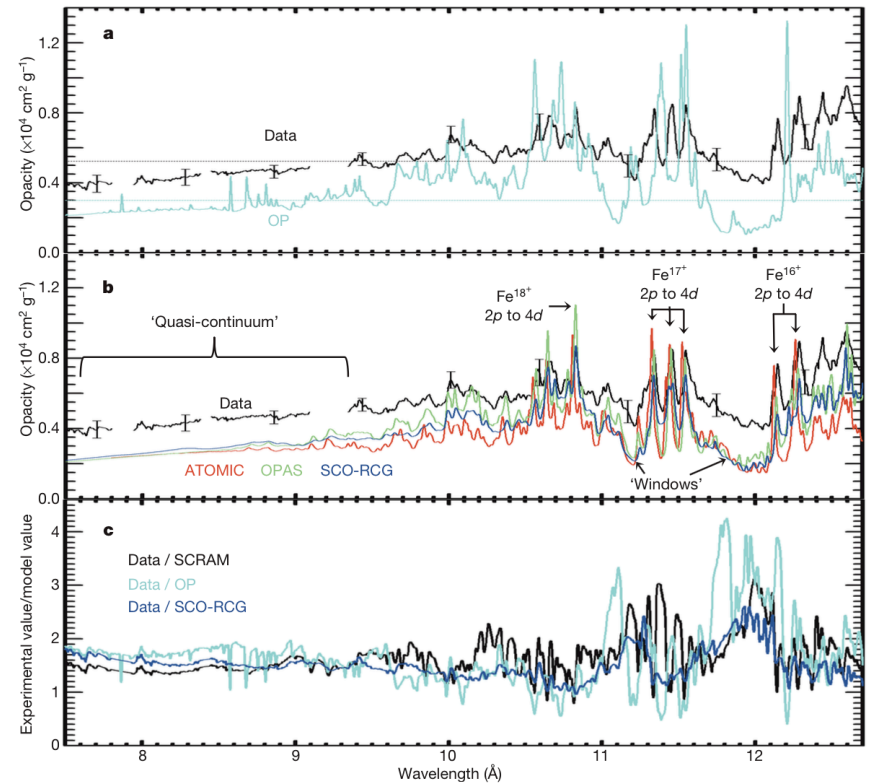 a
Opacity (×10⁴ cm² g⁻¹)
1.2
0.8
0.4
0.0
Data
OP
b
Opacity (×10⁴ cm² g⁻¹)
1.2
0.8
0.4
0.0
'Quasi-continuum'
Data
ATOMIC OPAS SCO-RCG
Fe¹⁸⁺
2p to 4d
Fe¹⁷⁺
2p to 4d
Fe¹⁶⁺
2p to 4d
'Windows'
c
Experimental value/model value
4
3
2
1
0
Data / SCRAM
Data / OP
Data / SCO-RCG
8 9 10 11 12
Wavelength (Å)